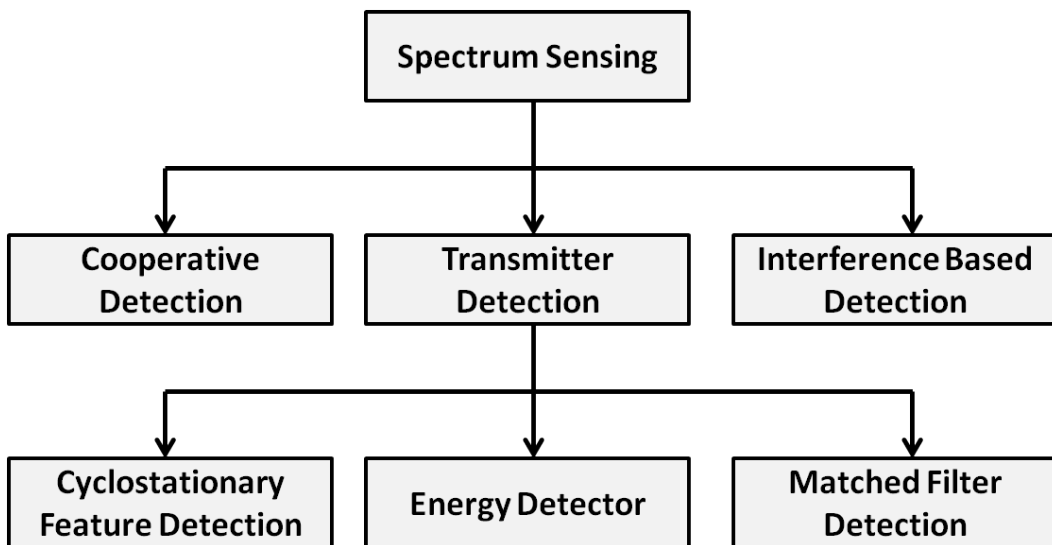 Spectrum Sensing
Cooperative
Detection
Transmitter
Detection
Interference Based
Detection
Cyclostationary
Feature Detection
Energy Detector
Matched Filter
Detection